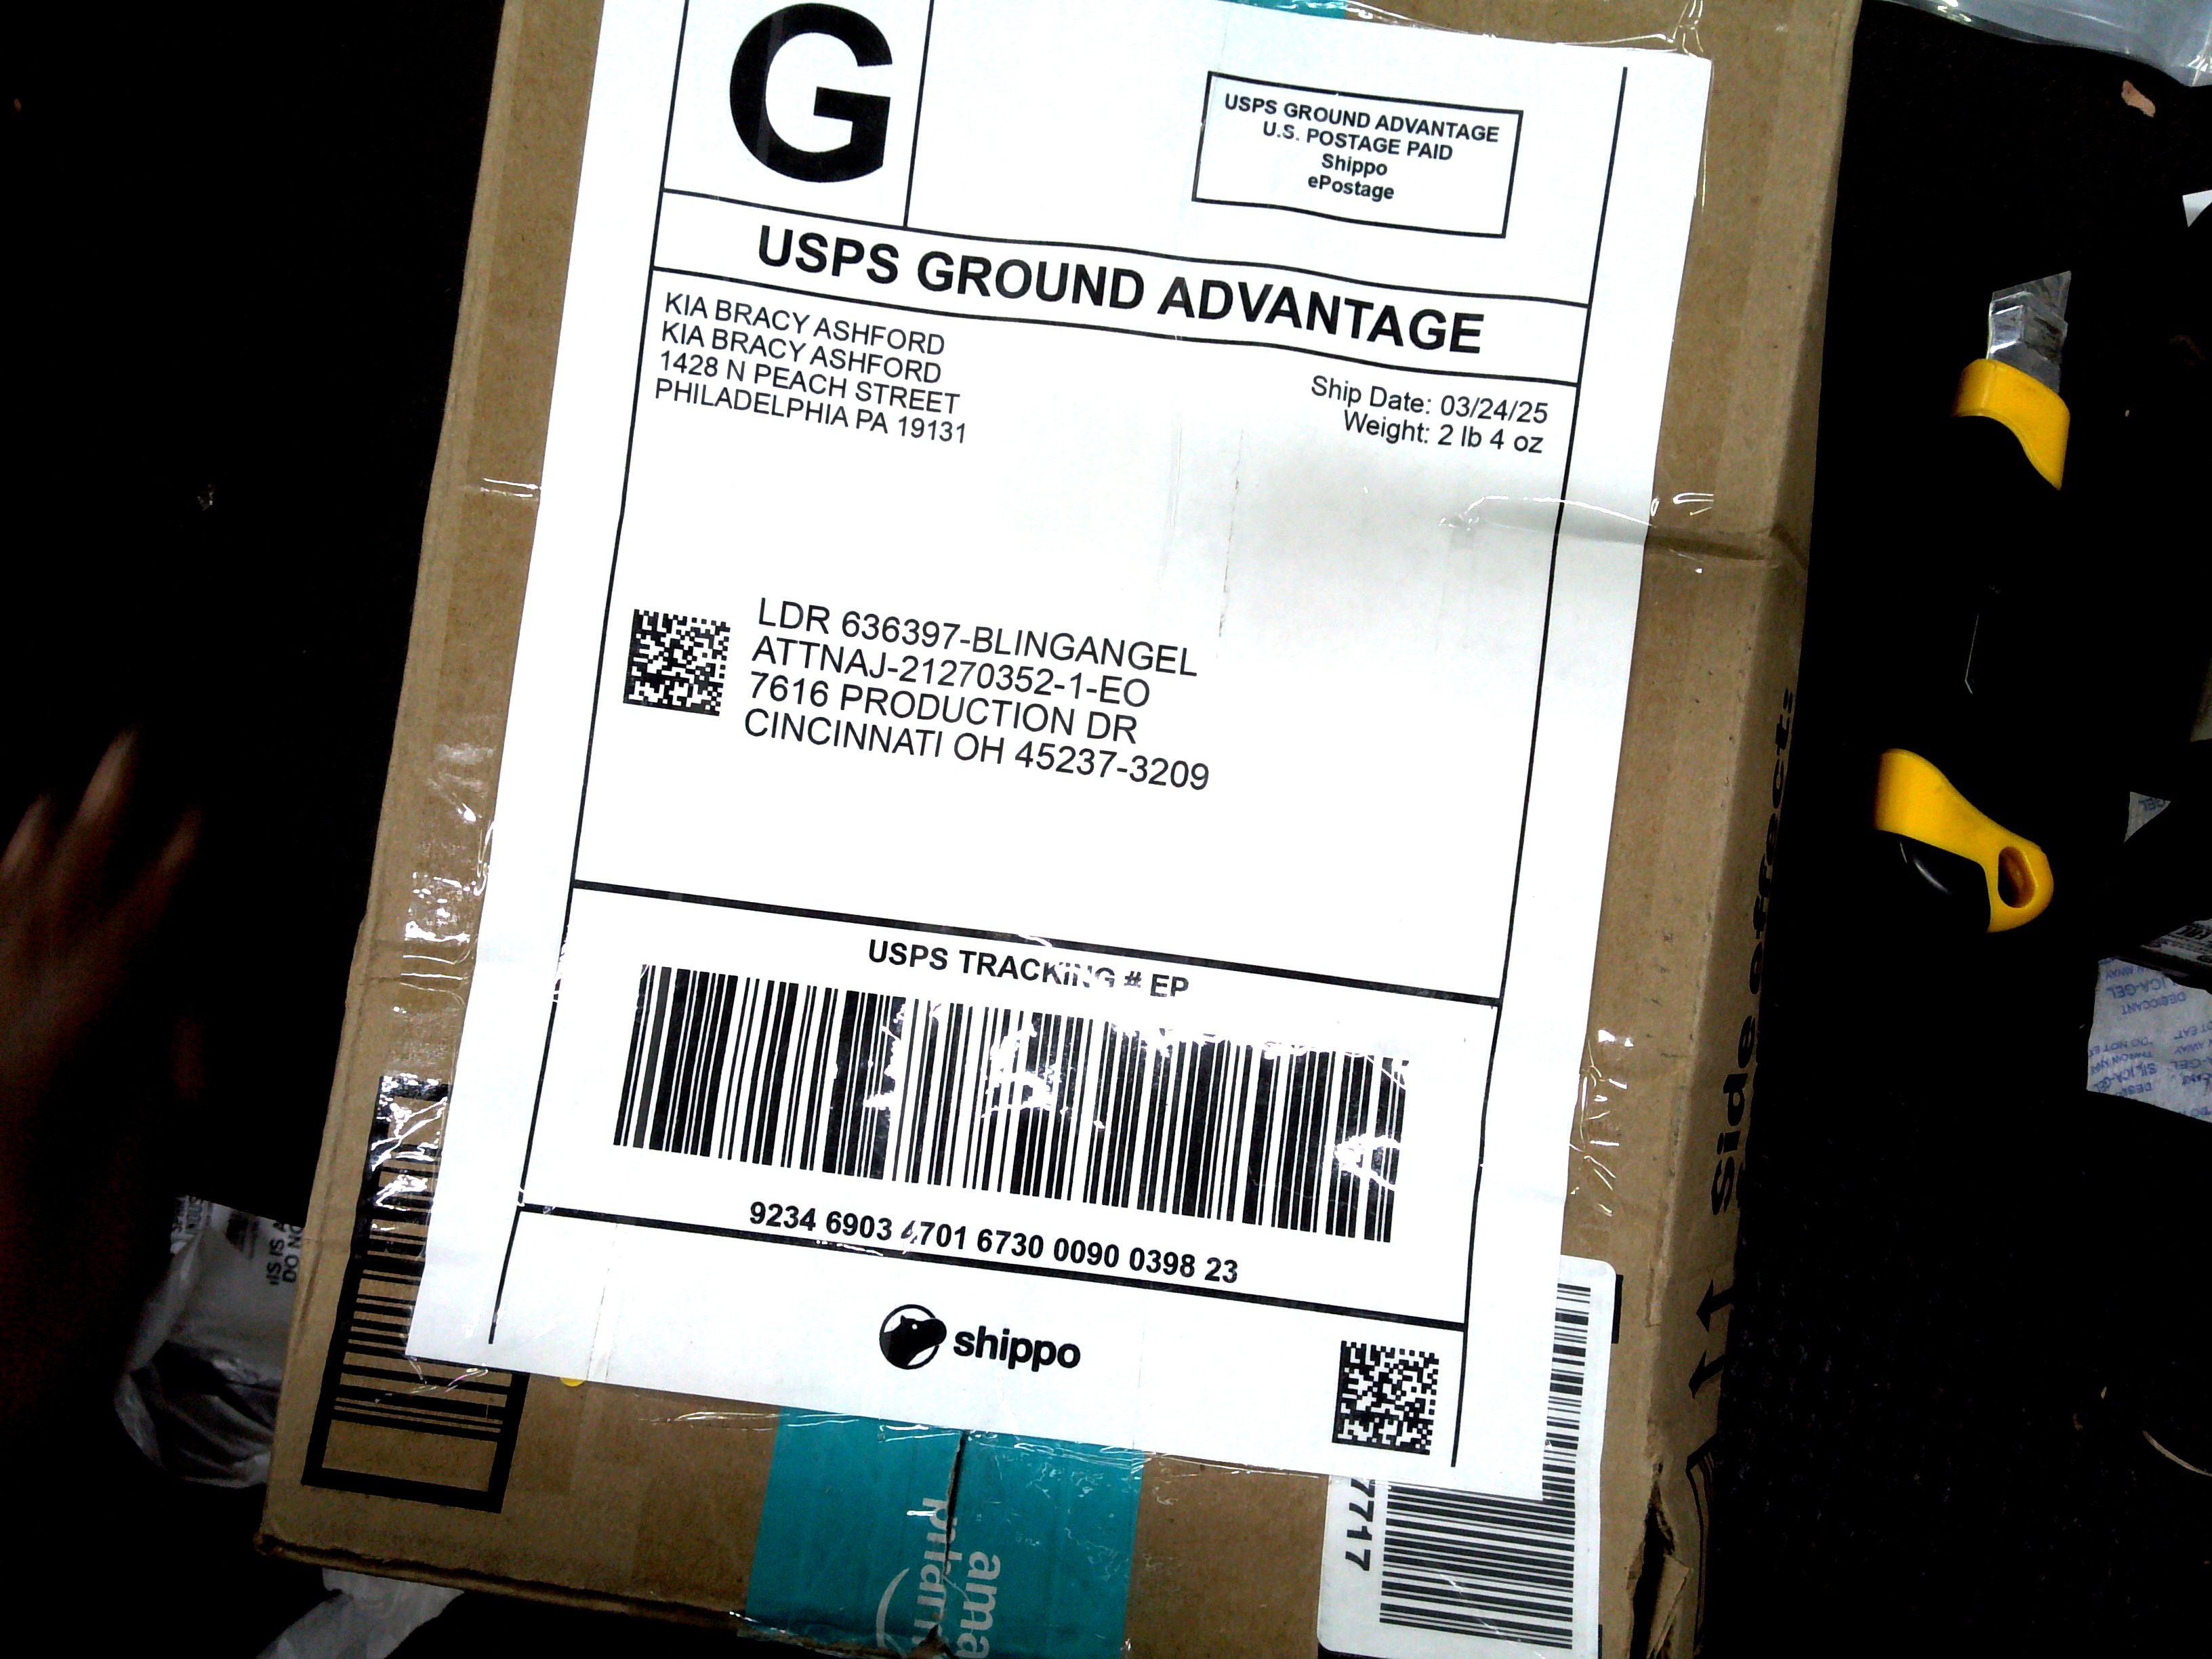 G
USPS GROUND ADVANTAGE
U.S. POSTAGE PAID
Shippo
ePostage
USPS GROUND ADVANTAGE
KIA BRACY ASHFORD
KIA BRACY ASHFORD
1428 N PEACH STREET
PHILADELPHIA PA 19131
Ship Date: 03/24/25
Weight: 2 lb 4 oz
LDR 636397-BLINGANGEL
ATTNAJ-21270352-1-EO
7616 PRODUCTION DR
CINCINNATI OH 45237-3209
USPS TRACKING # EP
9234 6903 4701 6730 0090 0398 23
shippo
77117
Side effects